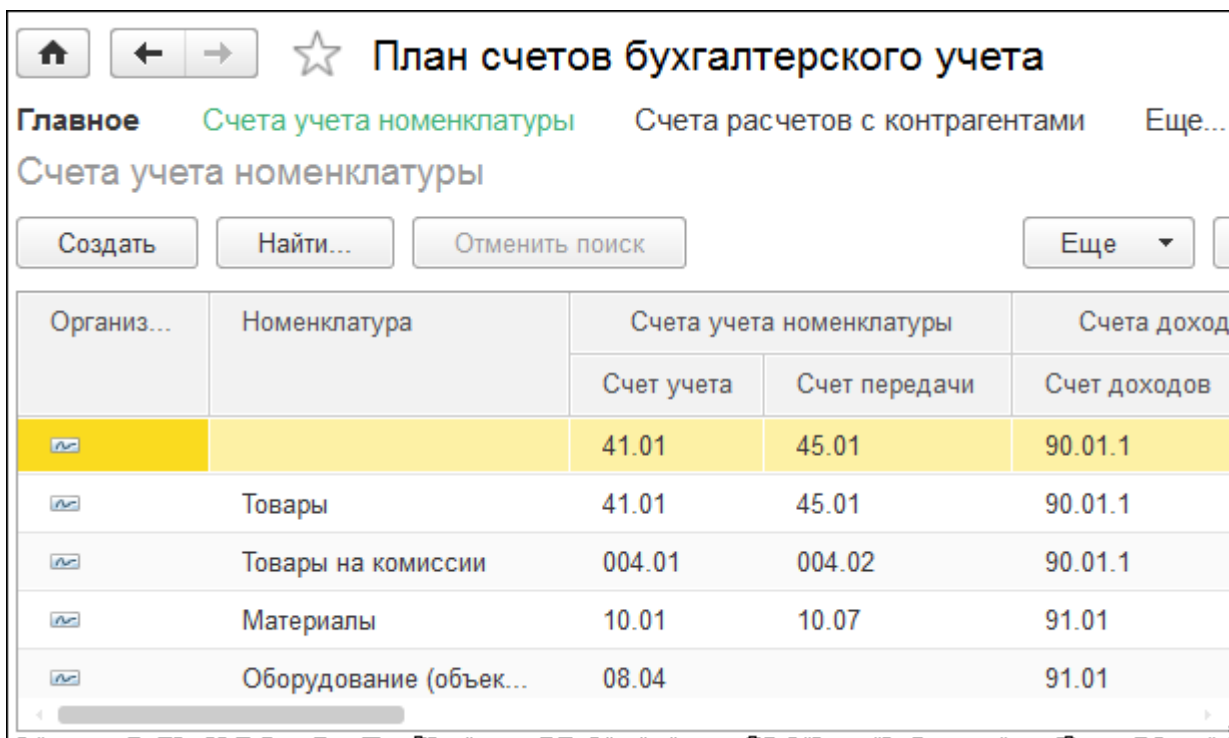 План счетов бухгалтерского учета
Главное Счета учета номенклатуры Счета расчетов с контрагентами Еще...
Счета учета номенклатуры
Создать Найти... Отменить поиск Еще
Организ... Номенклатура Счета учета номенклатуры Счета доход
Счет учета Счет передачи Счет доходов
41.01 45.01 90.01.1
Товары 41.01 45.01 90.01.1
Товары на комиссии 004.01 004.02 90.01.1
Материалы 10.01 10.07 91.01
Оборудование (объек... 08.04 91.01